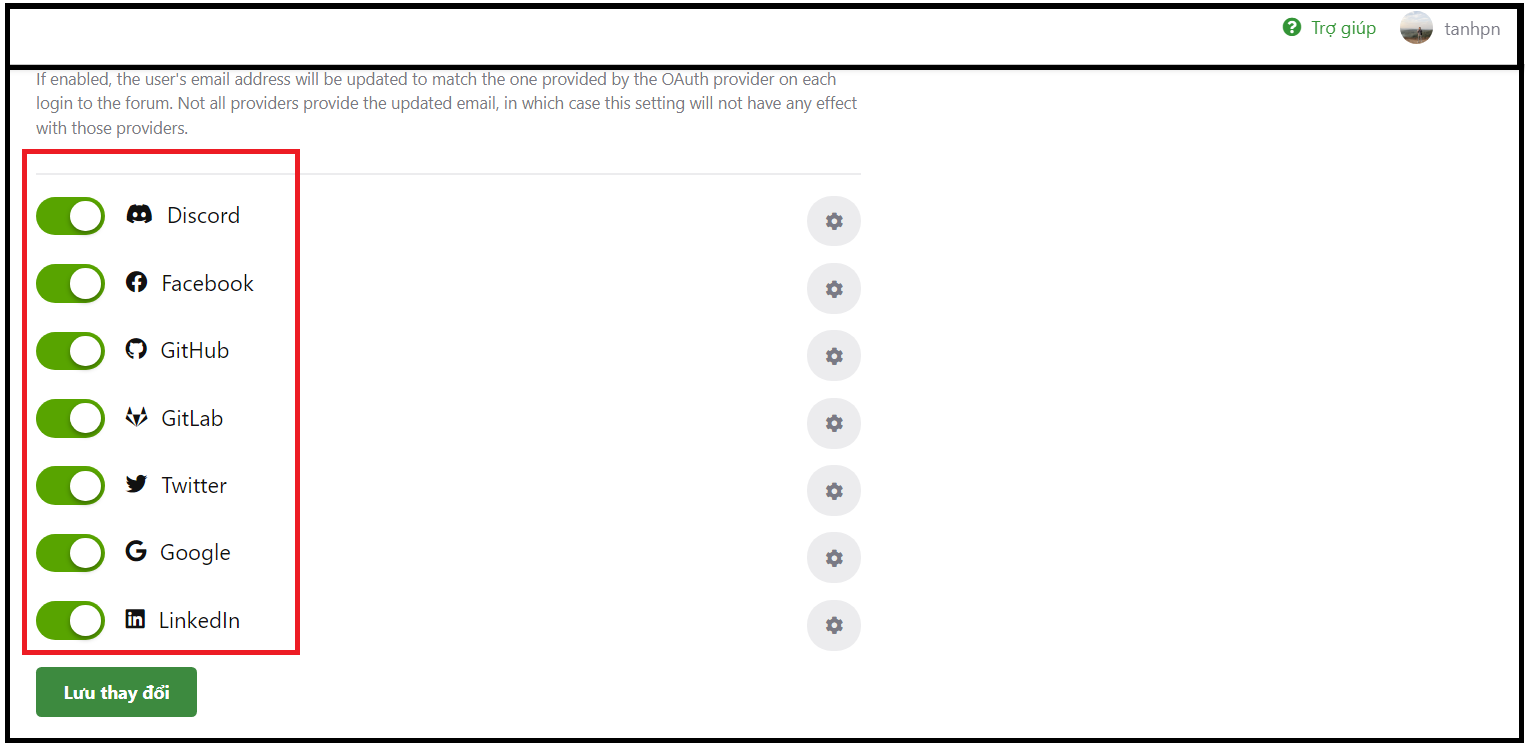 Trợ giúp tanhpn
If enabled, the user's email address will be updated to match the one provided by the OAuth provider on each
login to the forum. Not all providers provide the updated email, in which case this setting will not have any effect
with those providers.
Discord
Facebook
GitHub
GitLab
Twitter
Google
LinkedIn
Lưu thay đổi